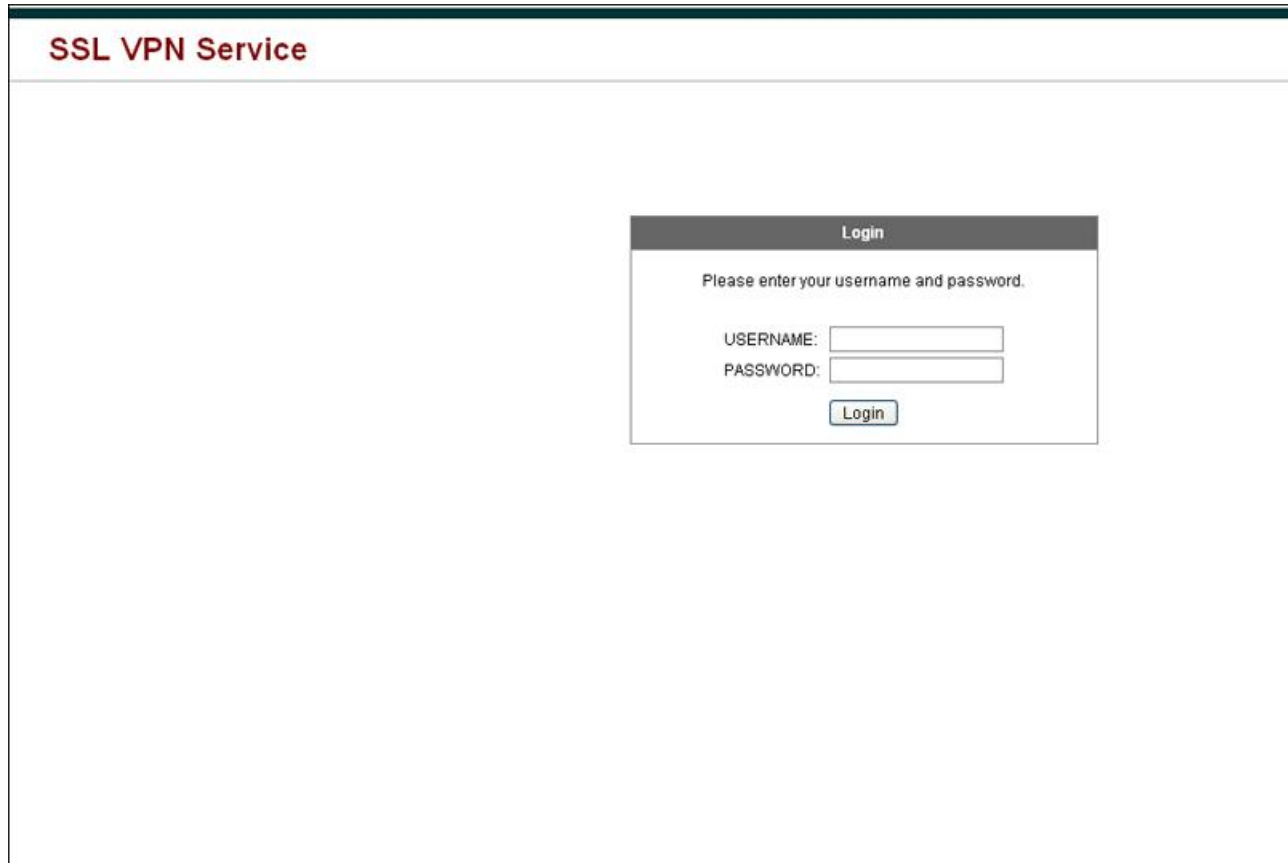 SSL VPN Service
Login
Please enter your username and password.
USERNAME:
PASSWORD:
Login